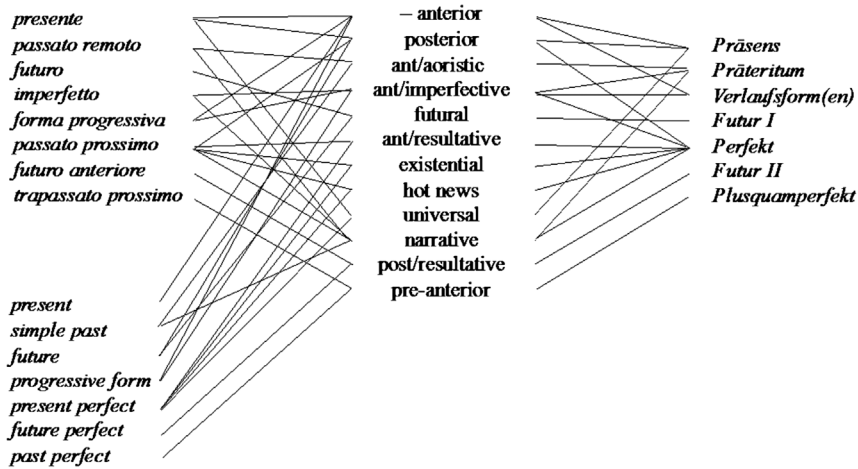 presente
passato remoto
futuro
imperfetto
forma progressiva
passato prossimo
futuro anteriore
trapassato prossimo
present
simple past
future
progressive form
present perfect
future perfect
past perfect
– anterior
posterior
ant/aoristic
ant/imperfective
futural
ant/resultative
existential
hot news
universal
narrative
post/resultative
pre-anterior
Präsens
Präteritum
Verlaufsform(en)
Futur I
Perfekt
Futur II
Plusquamperfekt